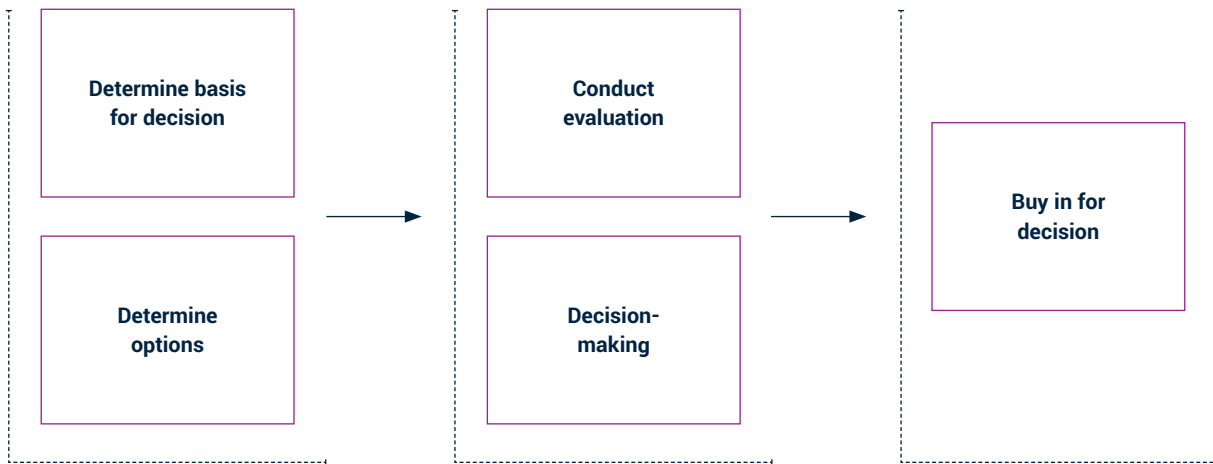 Determine basis
for decision
Determine
options
Conduct
evaluation
Decision-
making
Buy in for
decision